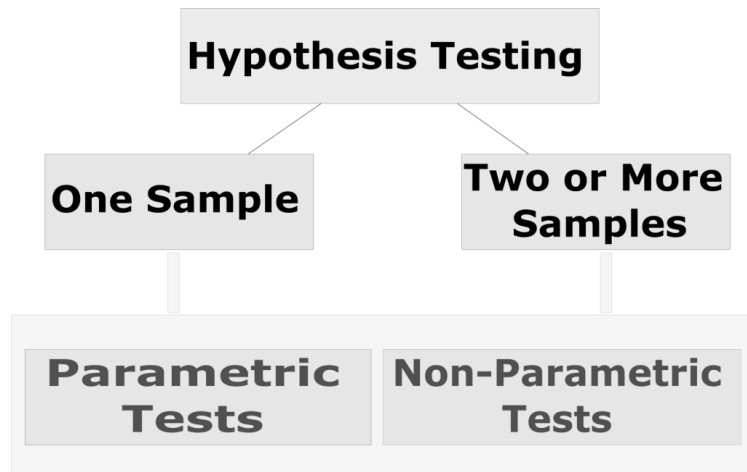 Hypothesis Testing
One Sample
Two or More
Samples
Parametric
Tests
Non-Parametric
Tests